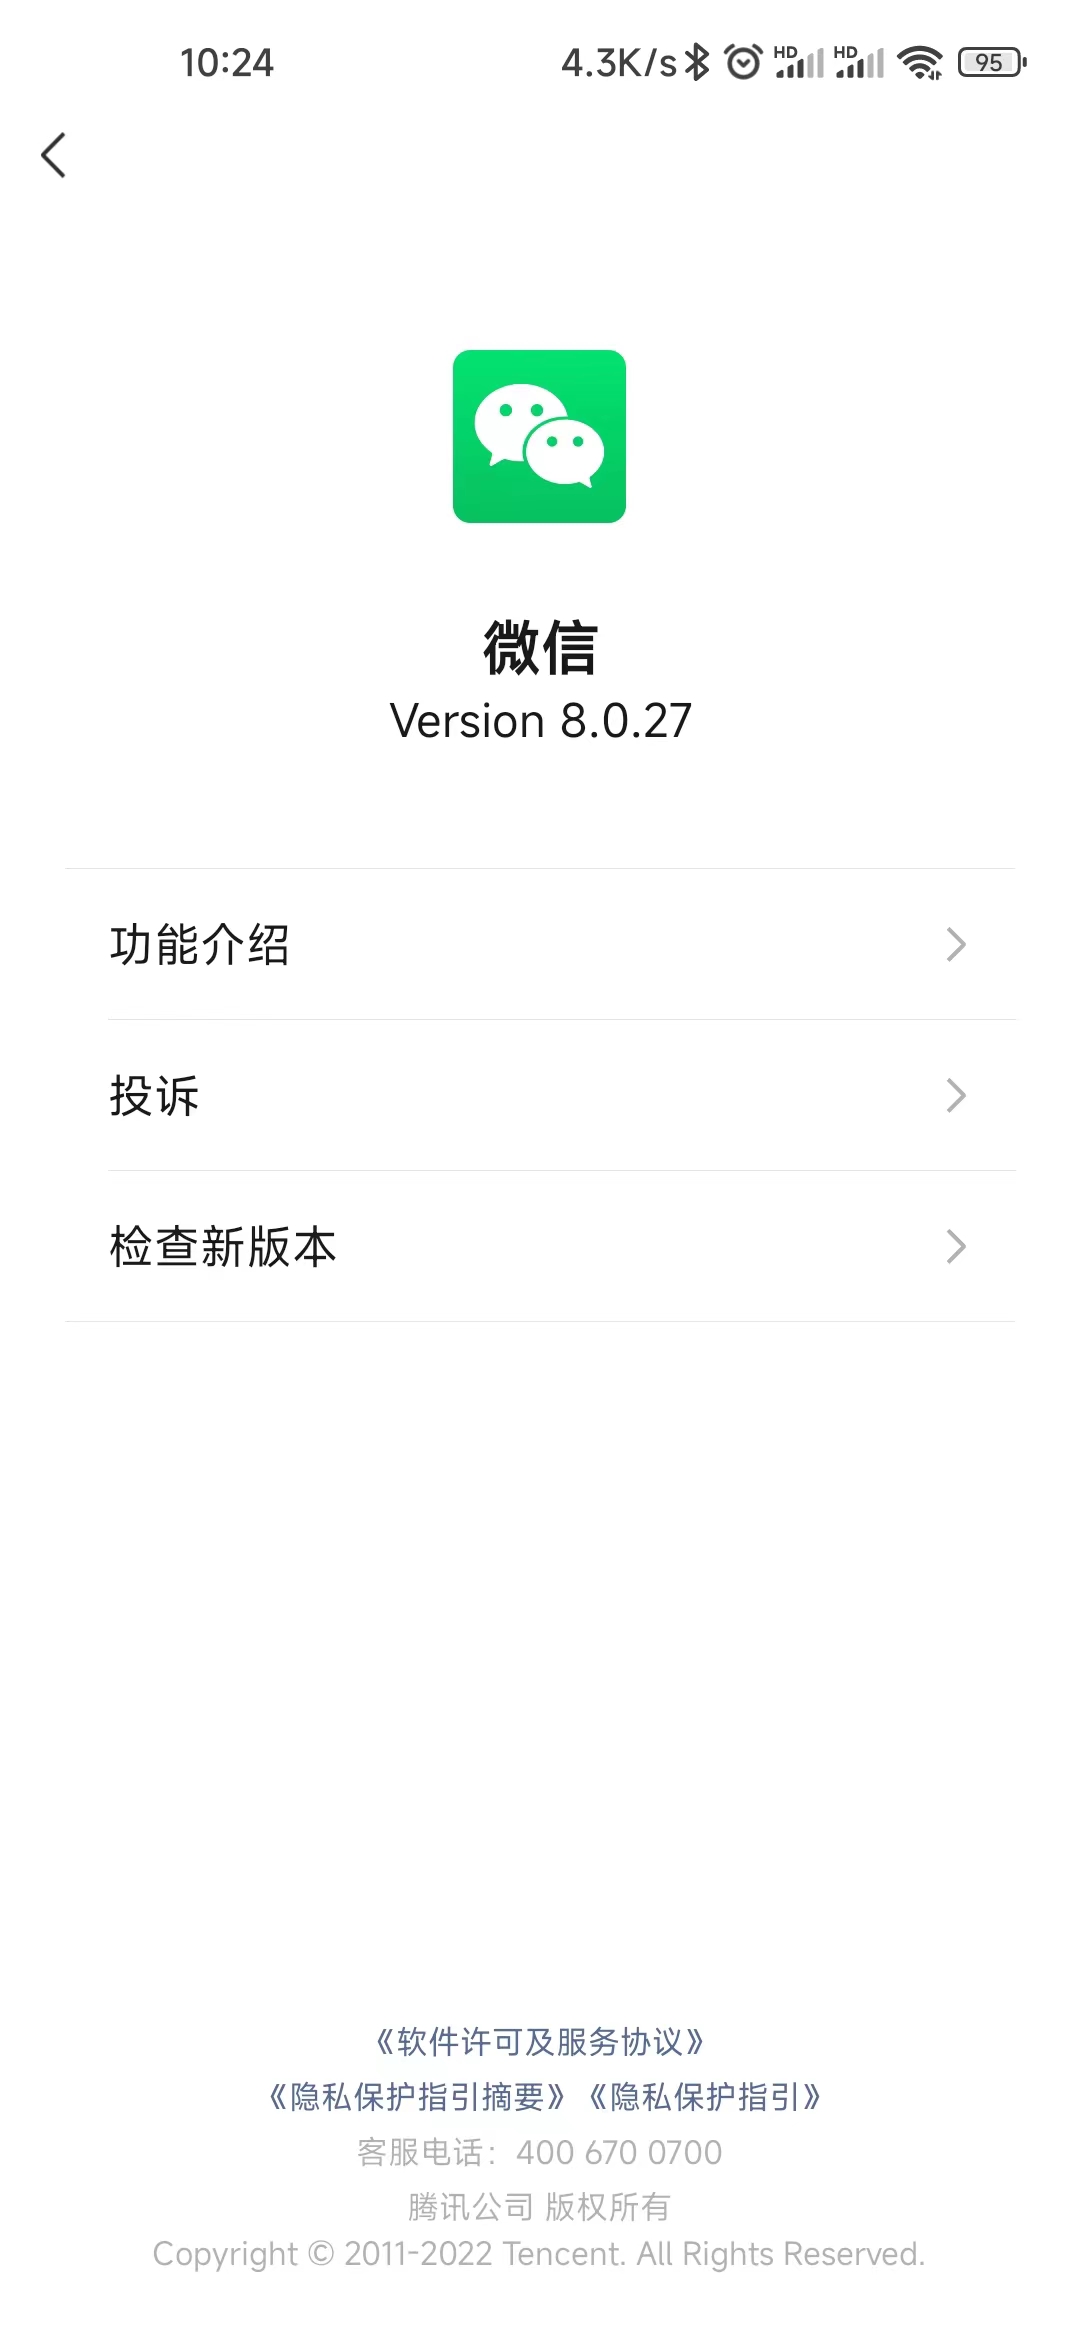 10:24 4.3K/s HD HD 95
微信
Version 8.0.27
功能介绍
投诉
检查新版本
《软件许可及服务协议》
《隐私保护指引摘要》《隐私保护指引》
客服电话：400 670 0700
腾讯公司 版权所有
Copyright © 2011-2022 Tencent. All Rights Reserved.